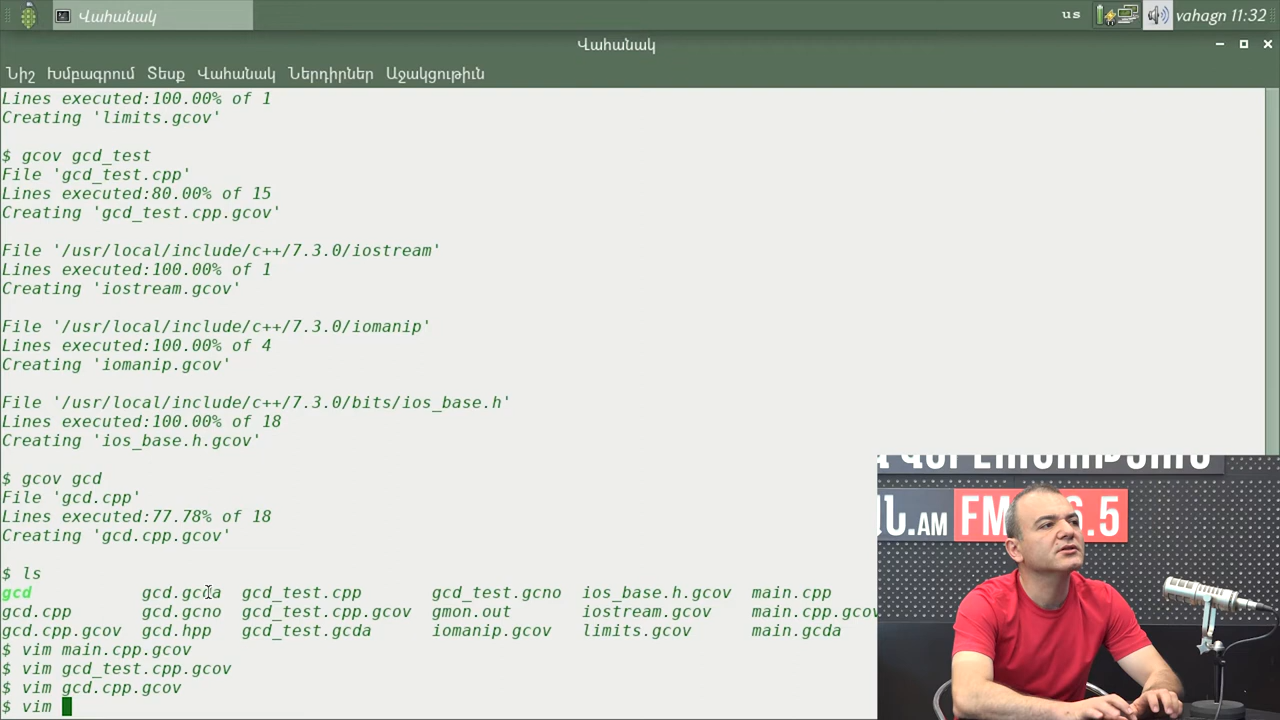 Վահանակ
us
vahagn 11:32
Վահանակ
Նիշ Խմբագրում Տեսք Վահանակ Ներդիրներ Աջակցութիւն
Lines executed:100.00% of 1
Creating 'limits.gcov'
$ gcov gcd_test
File 'gcd_test.cpp'
Lines executed:80.00% of 15
Creating 'gcd_test.cpp.gcov'
File '/usr/local/include/c++/7.3.0/iostream'
Lines executed:100.00% of 1
Creating 'iostream.gcov'
File '/usr/local/include/c++/7.3.0/iomanip'
Lines executed:100.00% of 4
Creating 'iomanip.gcov'
File '/usr/local/include/c++/7.3.0/bits/ios_base.h'
Lines executed:100.00% of 18
Creating 'ios_base.h.gcov'
$ gcov gcd
File 'gcd.cpp'
Lines executed:77.78% of 18
Creating 'gcd.cpp.gcov'
$ ls
gcd gcd.gcda gcd_test.cpp gcd_test.gcno ios_base.h.gcov main.cpp
gcd.cpp gcd.gcno gcd_test.cpp.gcov gmon.out iostream.gcov main.cpp.gcov
gcd.cpp.gcov gcd.hpp gcd_test.gcda iomanip.gcov limits.gcov main.gcda
$ vim main.cpp.gcov
$ vim gcd_test.cpp.gcov
$ vim gcd.cpp.gcov
$ vim
Ն.AM FM 6.5